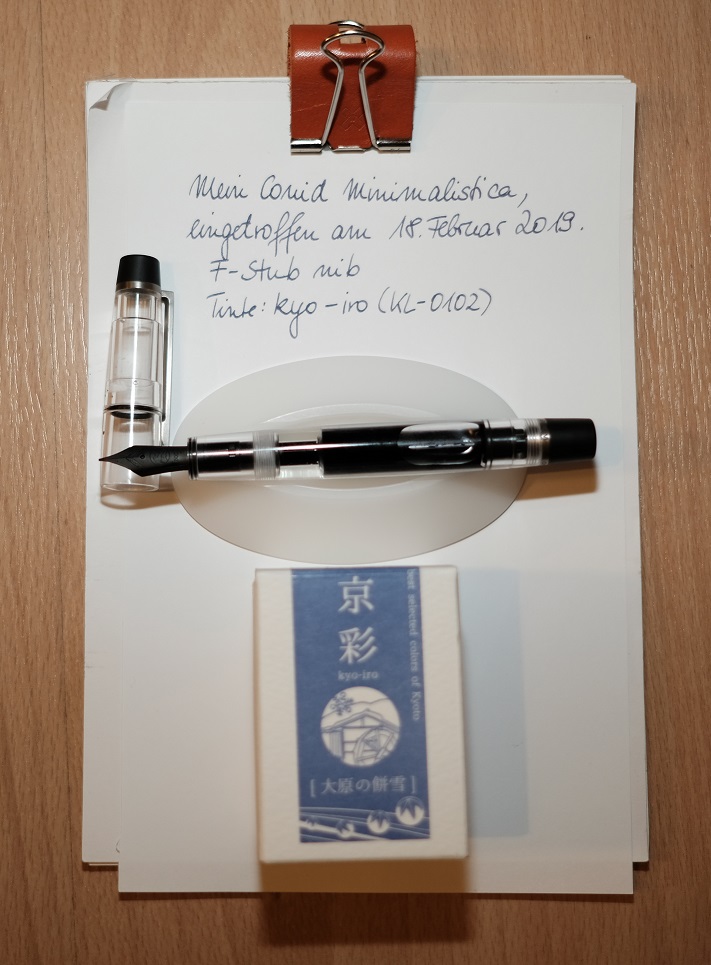 Mein Conid Minimalistica,
eingetroffen am 18. Februar 2019.
F-Stub nib
Tinte: kyo-iro (KL-0102)
京彩
kyo-iro
best selected colors of Kyoto
[大原の餅雪]